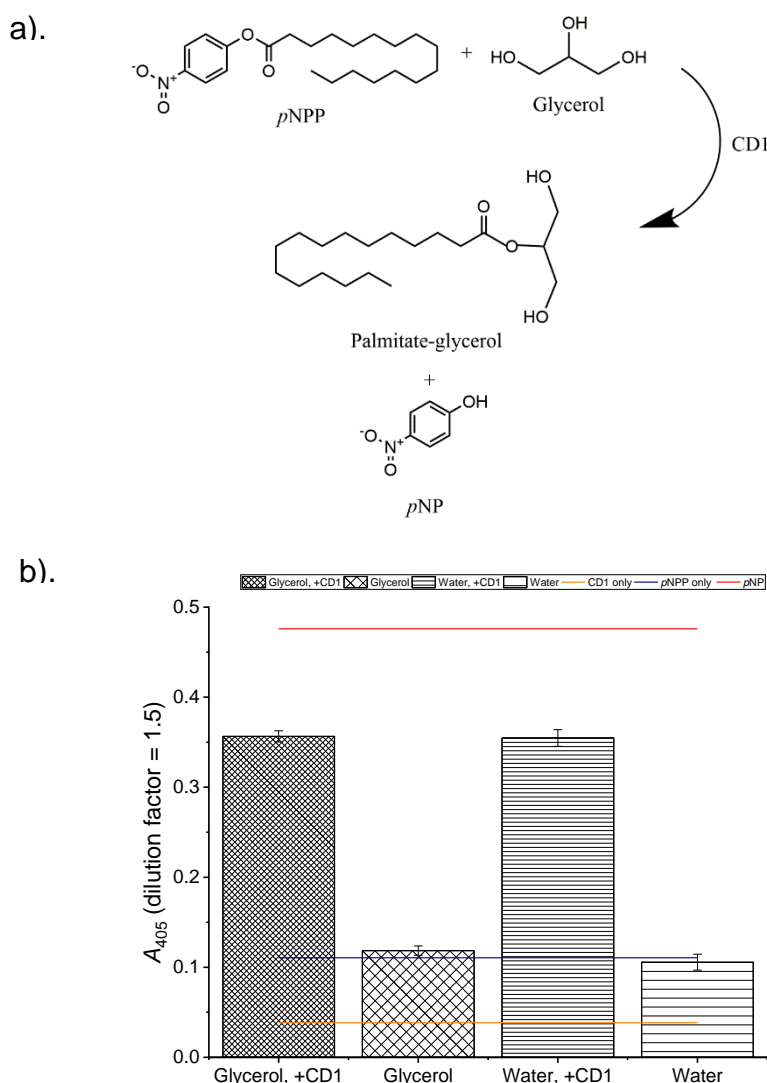 a).
O
O
-O
N+
O
pNPP
+
OH
HO
OH
Glycerol
CD1
HO
O
O
HO
Palmitate-glycerol
+
OH
-O
N+
O
pNP
b).
Glycerol, +CD1 Glycerol Water, +CD1 Water CD1 only pNPP only pNP
0.5
0.4
0.3
0.2
0.1
0.0
A405 (dilution factor = 1.5)
Glycerol, +CD1 Glycerol Water, +CD1 Water